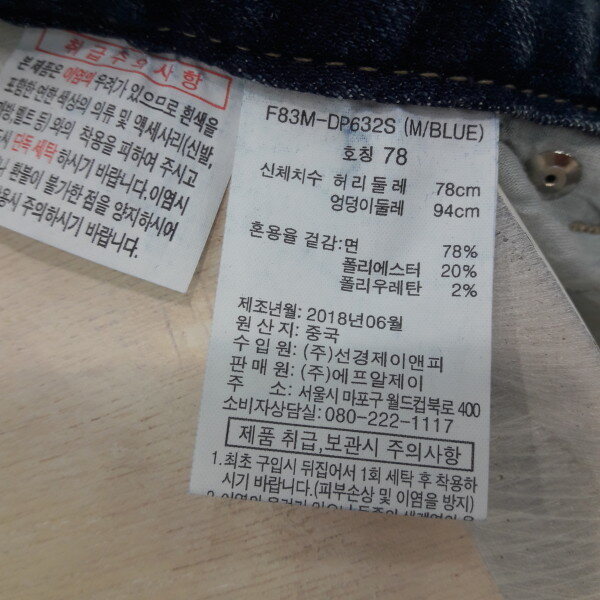 취급주의사항
본 제품은 이염의 우려가 있으므로 흰색을
포함한 연한 색상의 의류 및 액세사리(신발,
가방,벨트 등)와의 착용을 피하여 주시고
단독세탁 하시기 바랍니다. 이염시
환불이 불가한 점을 양지하시어
사용시 주의하시기 바랍니다.
F83M-DP632S (M/BLUE)
호칭 78
신체치수 허리둘레 78cm
엉덩이둘레 94cm
혼용율 겉감:면 78%
폴리에스터 20%
폴리우레탄 2%
제조년월: 2018년06월
원 산 지: 중국
수 입 원: (주)선경제이앤피
판 매 원: (주)에프알제이
주 소: 서울시 마포구 월드컵북로 400
소비자상담실: 080-222-1117
제품 취급,보관시 주의사항
1.최초 구입시 뒤집어서 1회 세탁 후 착용하
시기 바랍니다.(피부손상 및 이염을 방지)